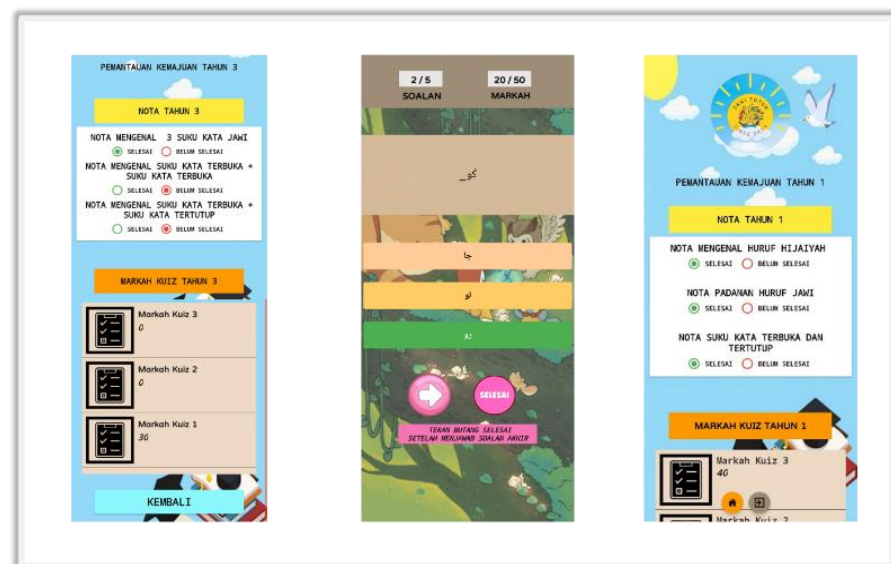 PEMANTAUAN KEMAJUAN TAHUN 3
NOTA TAHUN 3
NOTA MENGENAL 3 SUKU KATA JAWI
SELESAI BELUM SELESAI
NOTA MENGENAL SUKU KATA TERBUKA +
SUKU KATA TERBUKA
SELESAI BELUM SELESAI
NOTA MENGENAL SUKU KATA TERBUKA +
SUKU KATA TERTUTUP
SELESAI BELUM SELESAI
MARKAH KUIZ TAHUN 3
Markah Kuiz 3
0
Markah Kuiz 2
0
Markah Kuiz 1
30
KEMBALI
2/5
20/50
SOALAN
MARKAH
_ݢو
جا
لو
رو
SELESAI
TEKAN BUTANG SELESAI
SETELAH MENJAWAB SOALAN AKHIR
JAWI TUTOR
PEMANTAUAN KEMAJUAN TAHUN 1
NOTA TAHUN 1
NOTA MENGENAL HURUF HIJAIYAH
SELESAI BELUM SELESAI
NOTA PADANAN HURUF JAWI
SELESAI BELUM SELESAI
NOTA SUKU KATA TERBUKA DAN
TERTUTUP
SELESAI BELUM SELESAI
MARKAH KUIZ TAHUN 1
Markah Kuiz 3
40
Markah Kuiz 2